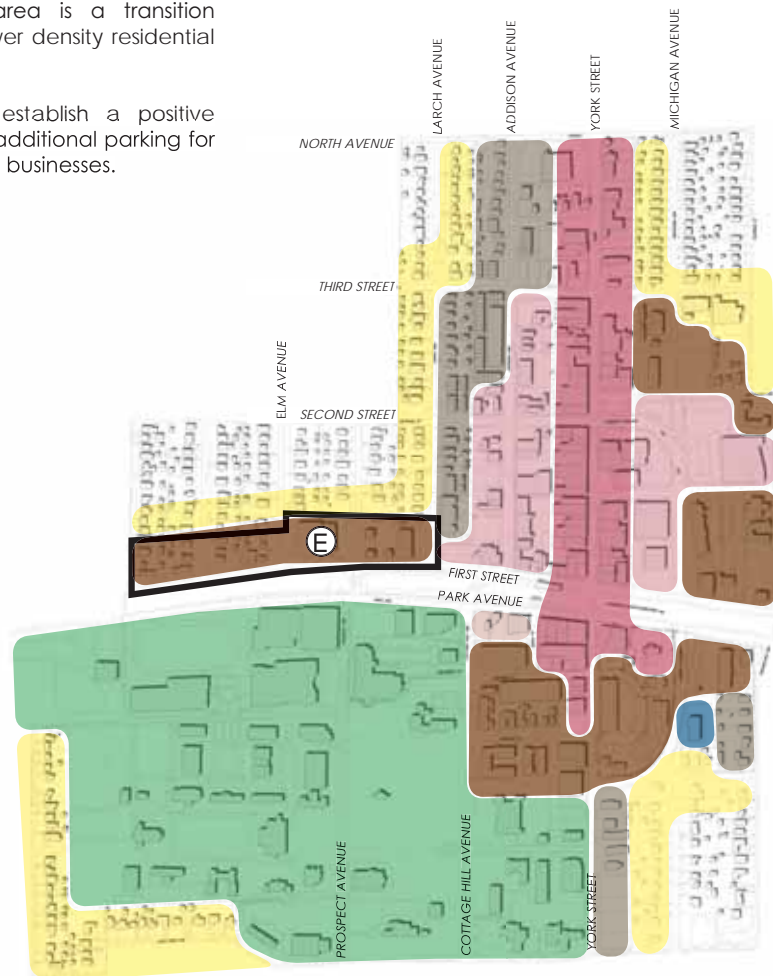 area is a transition
wer density residential
establish a positive
additional parking for
businesses.
LARCH AVENUE
ADDISON AVENUE
YORK STREET
MICHIGAN AVENUE
NORTH AVENUE
THIRD STREET
ELM AVENUE
SECOND STREET
E
FIRST STREET
PARK AVENUE
PROSPECT AVENUE
COTTAGE HILL AVENUE
YORK STREET